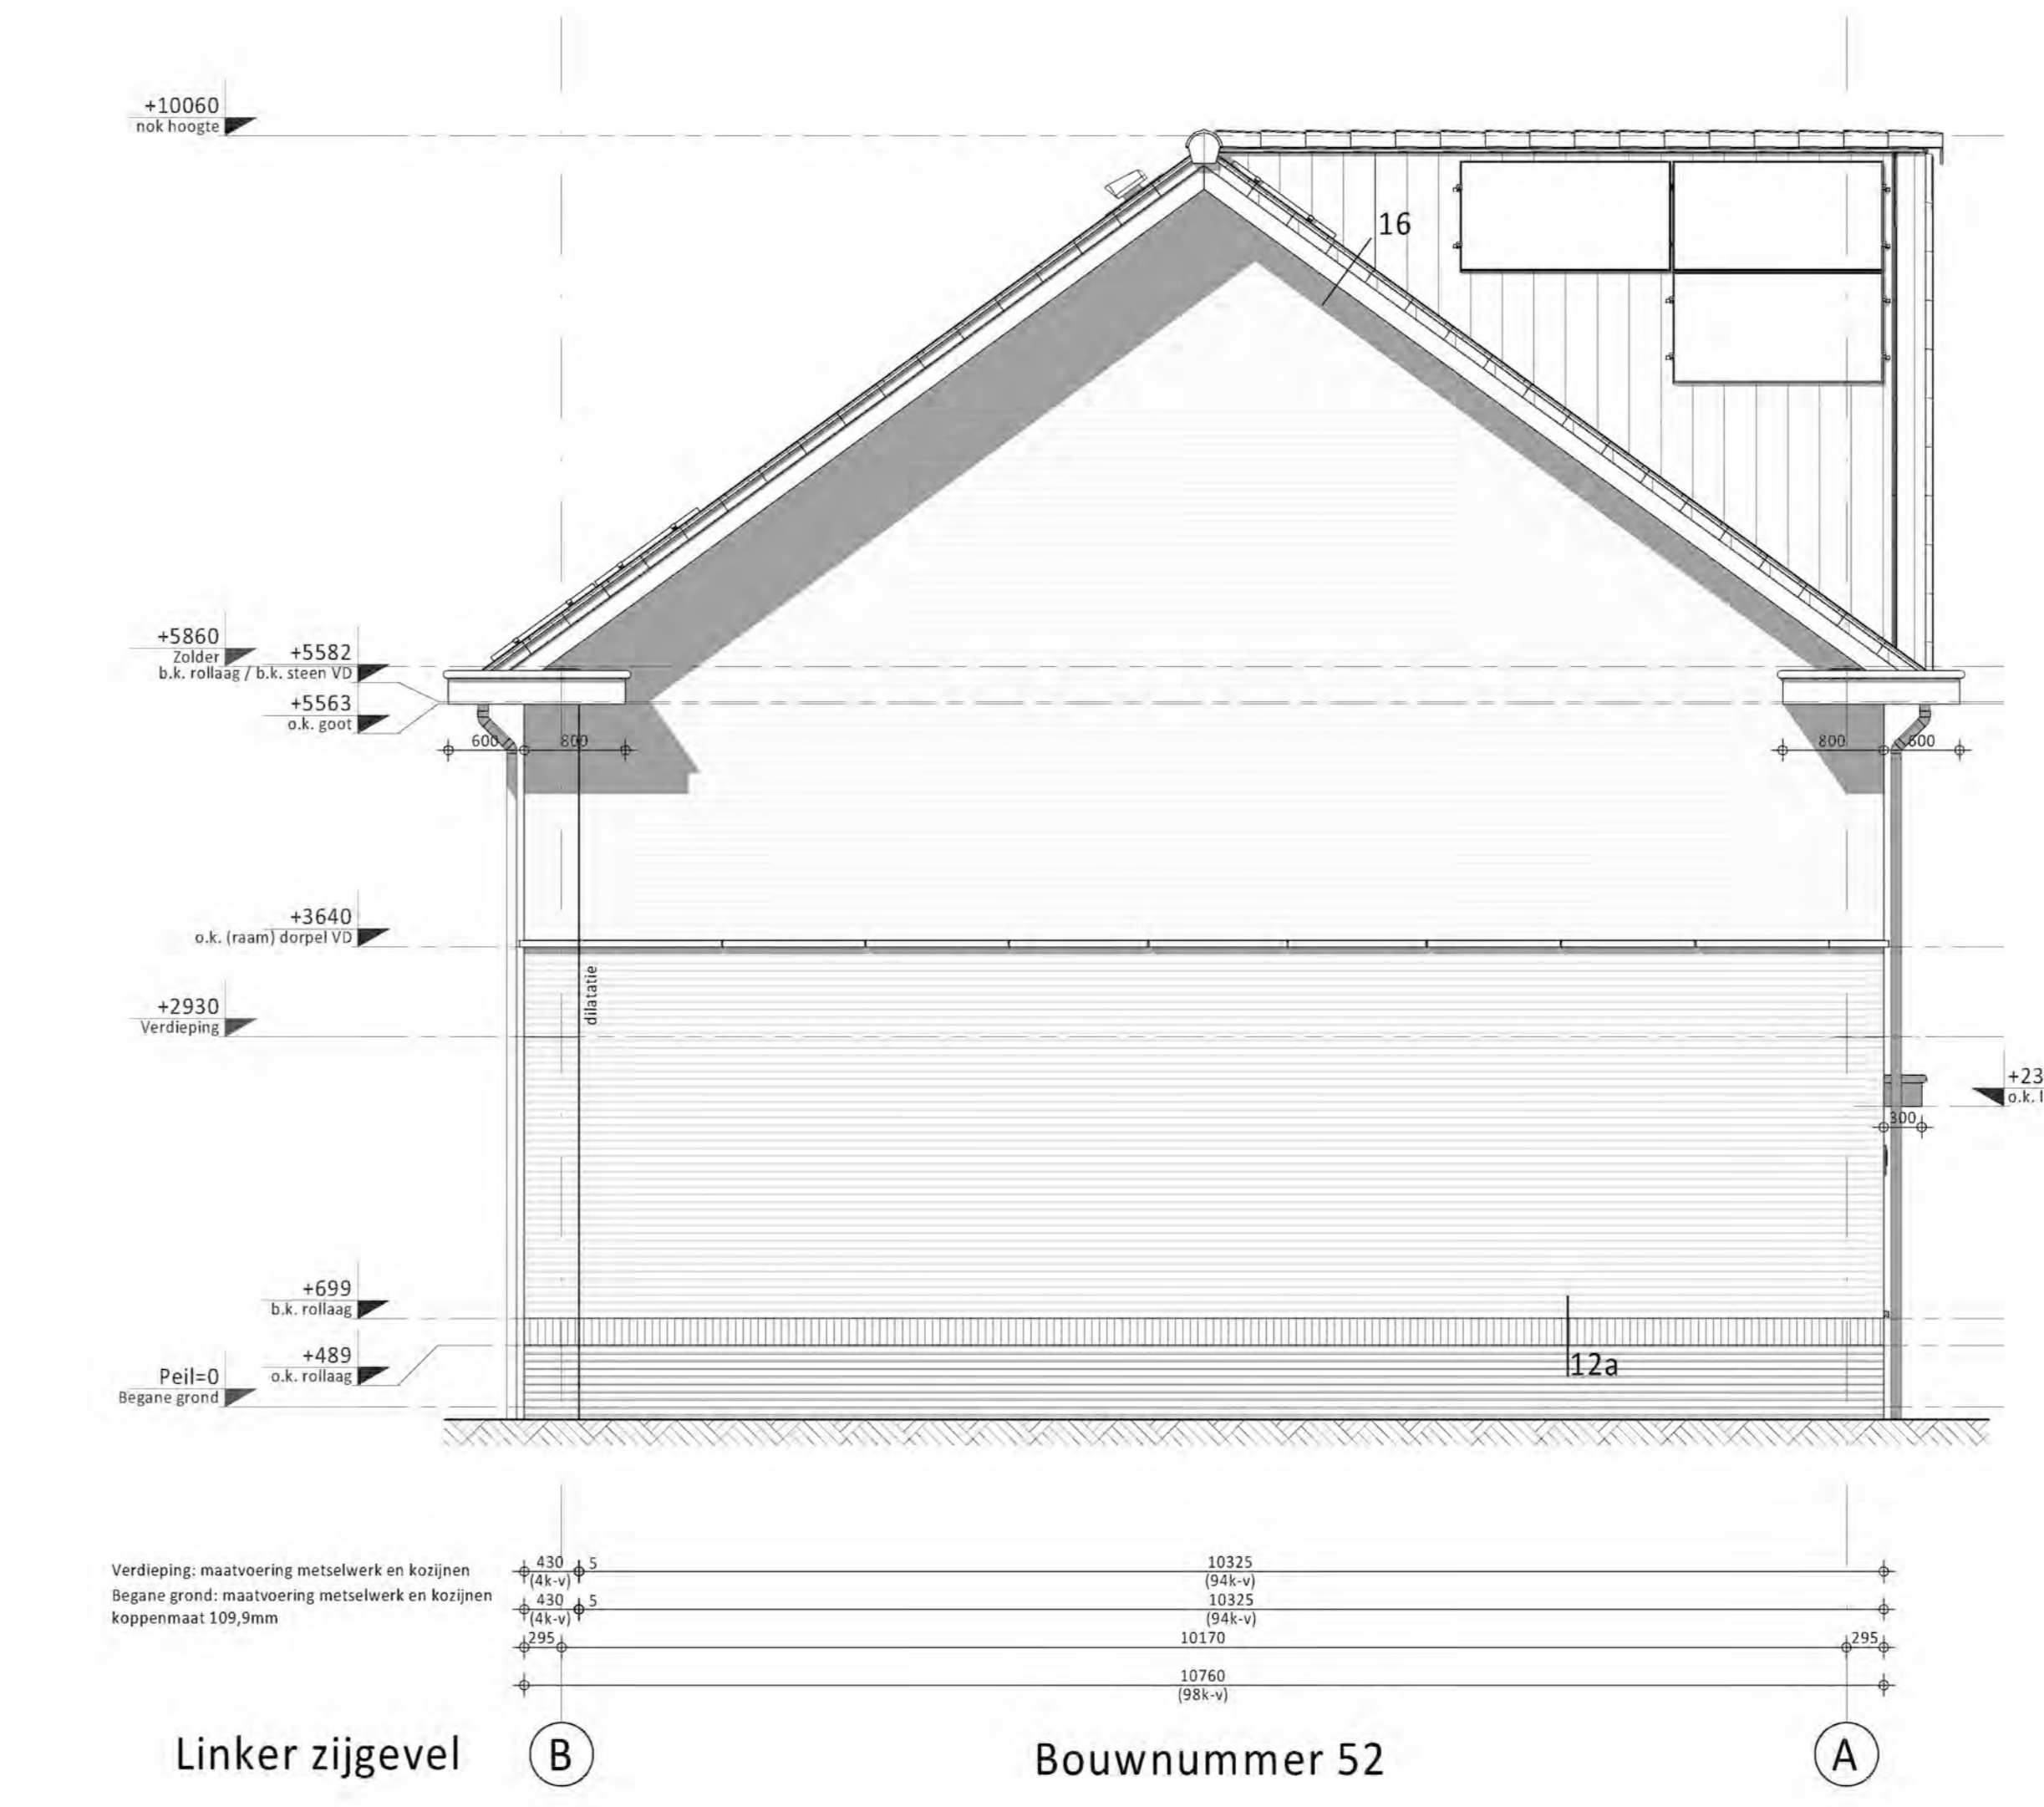 +10060
nok hoogte
16
+5860
Zolder
+5582
b.k. rollaag / b.k. steen VD
+5563
o.k. goot
600 800
800 600
+3640
o.k. (raam) dorpel VD
dilatatie
+2930
Verdieping
+23
o.k. l
300
+699
b.k. rollaag
+489
o.k. rollaag
12a
Peil=0
Begane grond
Verdieping: maatvoering metselwerk en kozijnen
430 5 10325
(4k-v) (94k-v)
Begane grond: maatvoering metselwerk en kozijnen
koppenmaat 109,9mm
430 5 10325
(4k-v) (94k-v)
295 10170 295
10760
(98k-v)
Linker zijgevel B Bouwnummer 52 A